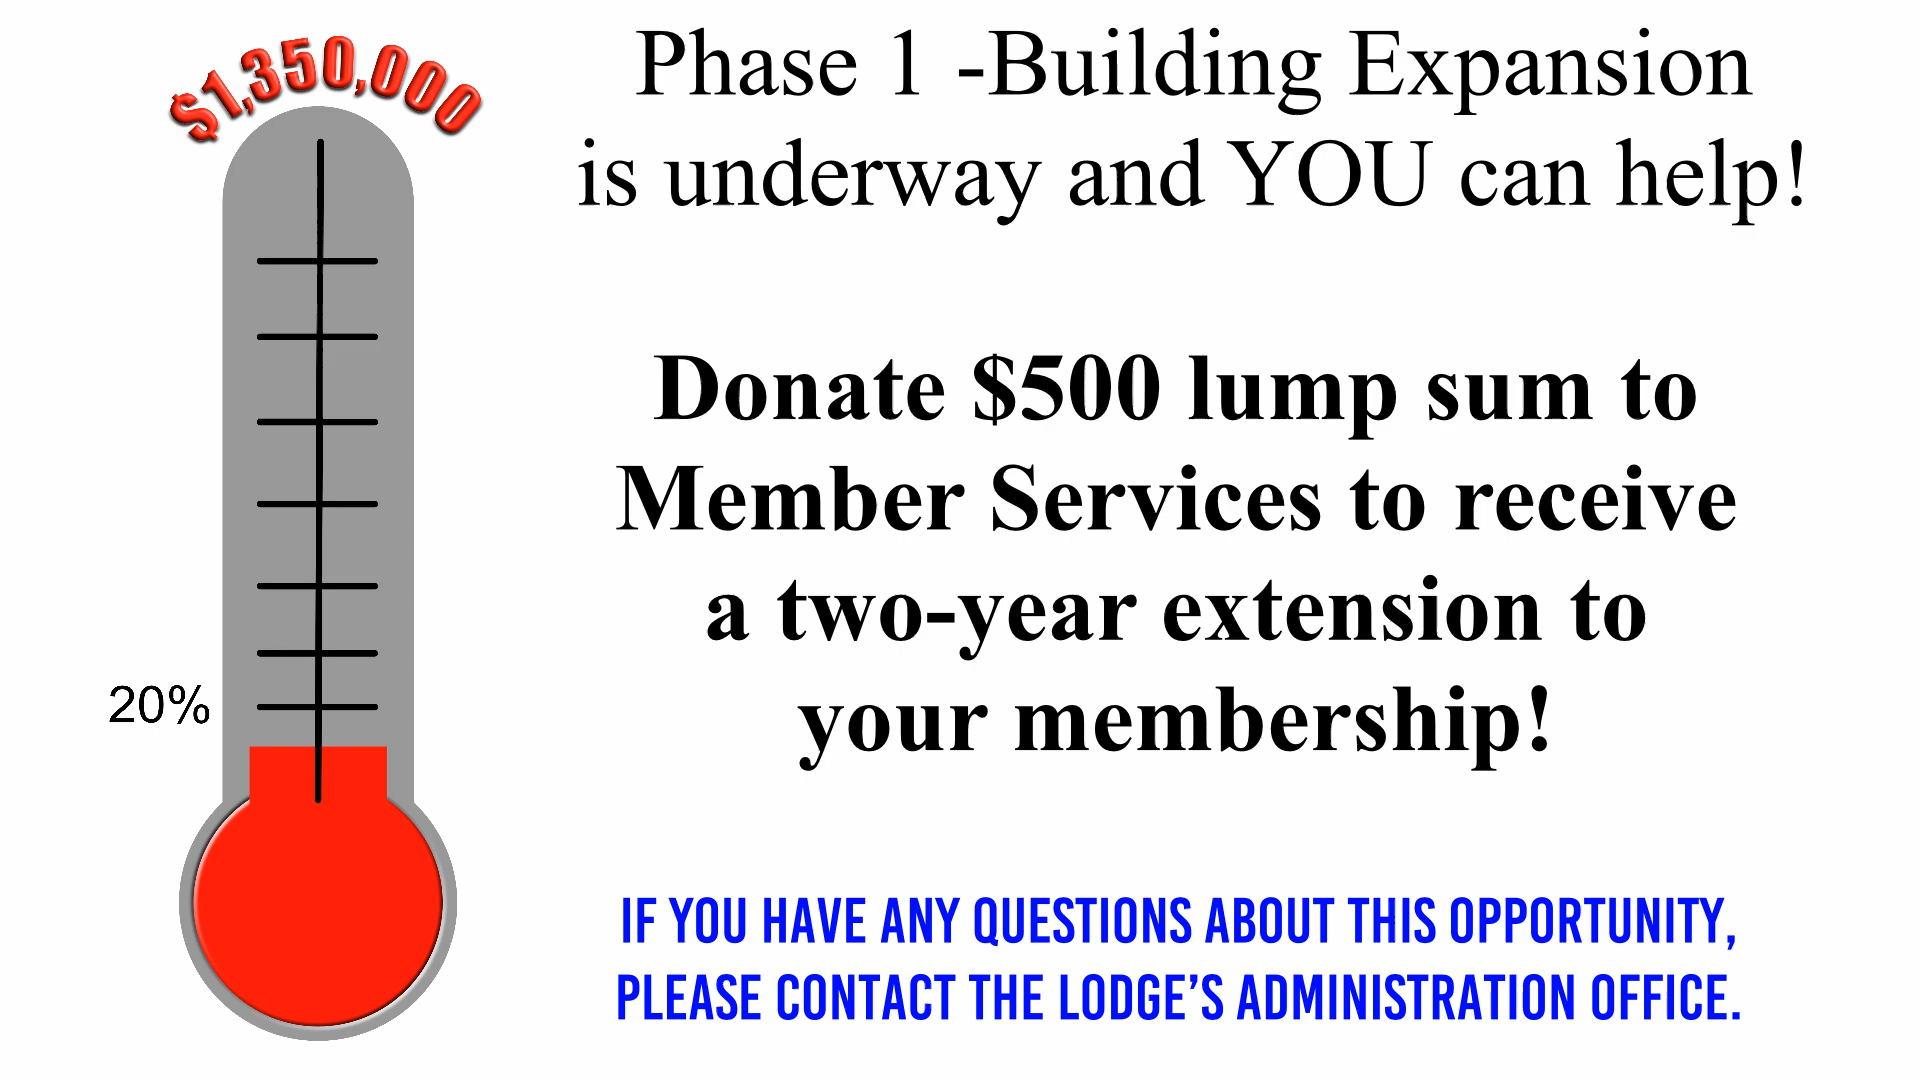 $1,350,000
Phase 1 -Building Expansion
is underway and YOU can help!
Donate $500 lump sum to
Member Services to receive
a two-year extension to
your membership!
20%
IF YOU HAVE ANY QUESTIONS ABOUT THIS OPPORTUNITY,
PLEASE CONTACT THE LODGE’S ADMINISTRATION OFFICE.